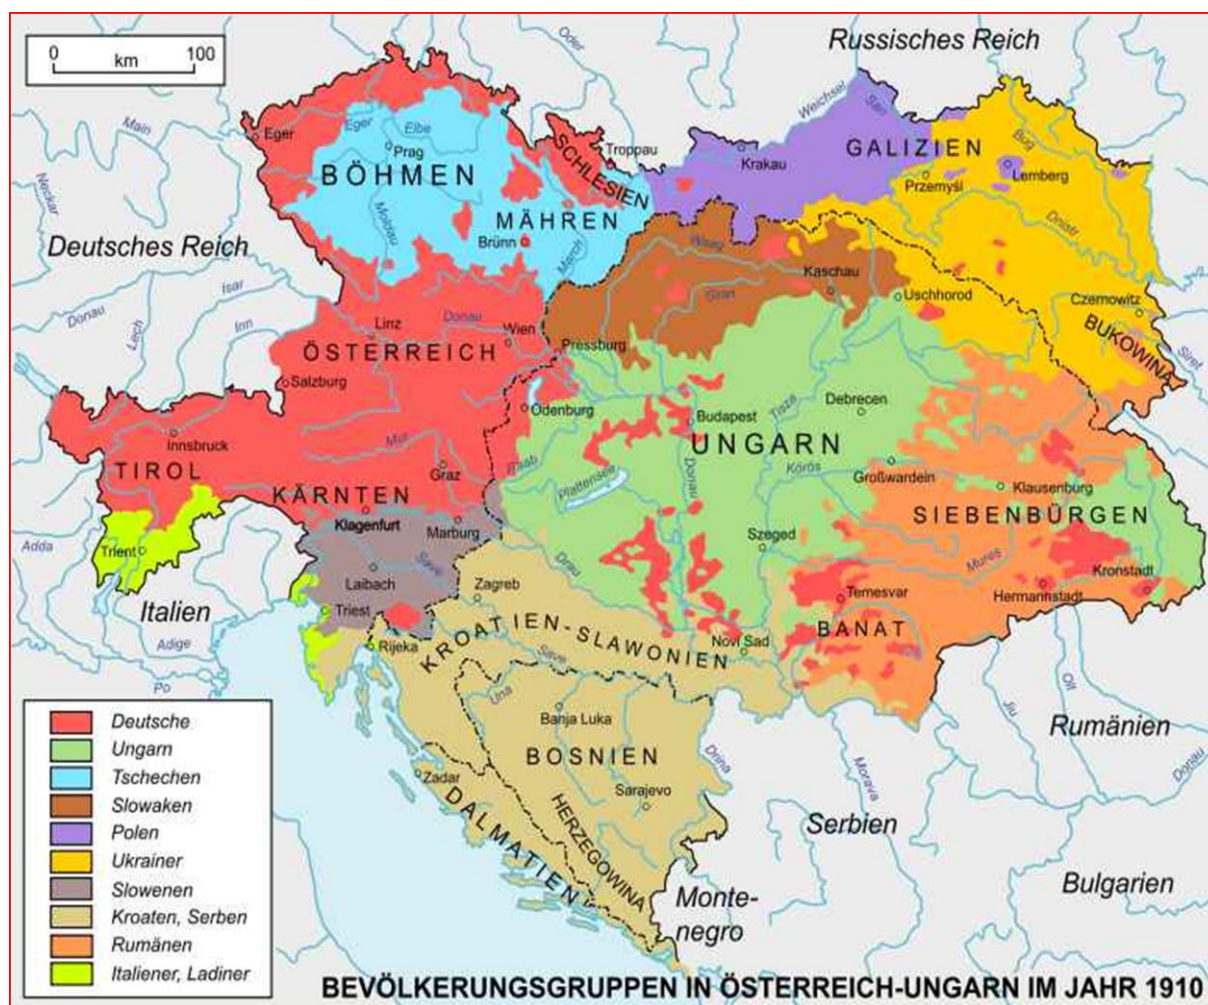 0 100
km
Russisches Reich
Oder
Weichsel
San
Bug
Main
Eger
Eger
Elbe
Prag
Troppau
SCHLESIEN
Krakau
GALIZIEN
Lemberg
Przemyśl
BÖHMEN
Neckar
Moldau
MÄHREN
Brünn
March
Dnistr
Deutsches Reich
Waag
Kaschau
Gran
Uschhorod
Czernowitz
BUKOWINA
Siret
Isar
Donau
Lech
Inn
Linz
Donau
Wien
Pressburg
ÖSTERREICH
Salzburg
Ödenburg
Budapest
Tisza
Debrecen
Innsbruck
Mur
Graz
Raab
Plattensee
Donau
UNGARN
Körös
Großwardein
TIROL
KÄRNTEN
Klausenburg
SIEBENBÜRGEN
Klagenfurt
Marburg
Szeged
Mures
Trient
Adda
Save
Drau
Laibach
Zagreb
Temesvar
Kronstadt
Hermannstadt
Italien
Triest
BANAT
Adige
Rijeka
KROATIEN-SLAWONIEN
Novi Sad
Save
Po
Una
Olt
Jiu
Banja Luka
Rumänien
BOSNIEN
Drina
Donau
Zadar
Morava
Sarajevo
DALMATIEN
HERZEGOWINA
Serbien
Bulgarien
Monte-
negro
Deutsche
Ungarn
Tschechen
Slowaken
Polen
Ukrainer
Slowenen
Kroaten, Serben
Rumänen
Italiener, Ladiner
BEVÖLKERUNGSGRUPPEN IN ÖSTERREICH-UNGARN IM JAHR 1910